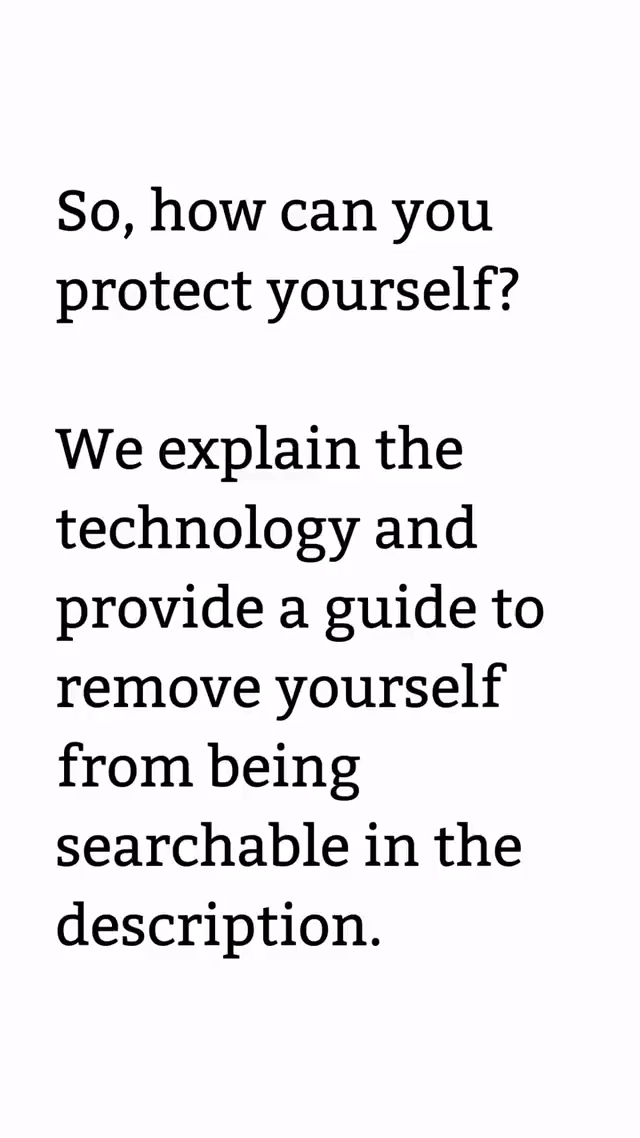 So, how can you
protect yourself?
We explain the
technology and
provide a guide to
remove yourself
from being
searchable in the
description.